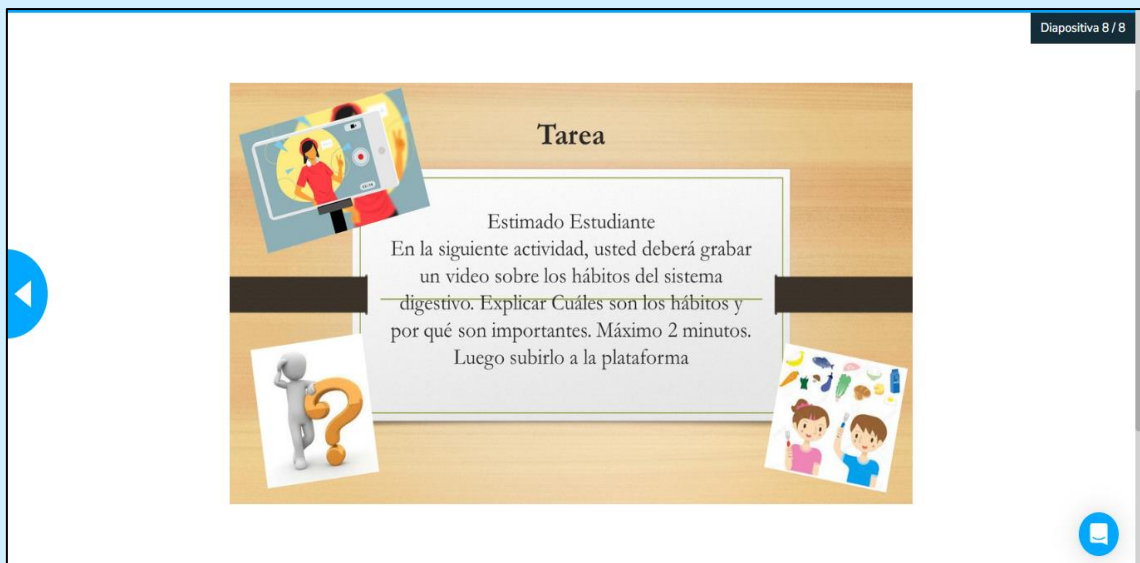 Diapositiva 8 / 8
Tarea
Estimado Estudiante
En la siguiente actividad, usted deberá grabar
un video sobre los hábitos del sistema
digestivo. Explicar Cuáles son los hábitos y
por qué son importantes. Máximo 2 minutos.
Luego subirlo a la plataforma